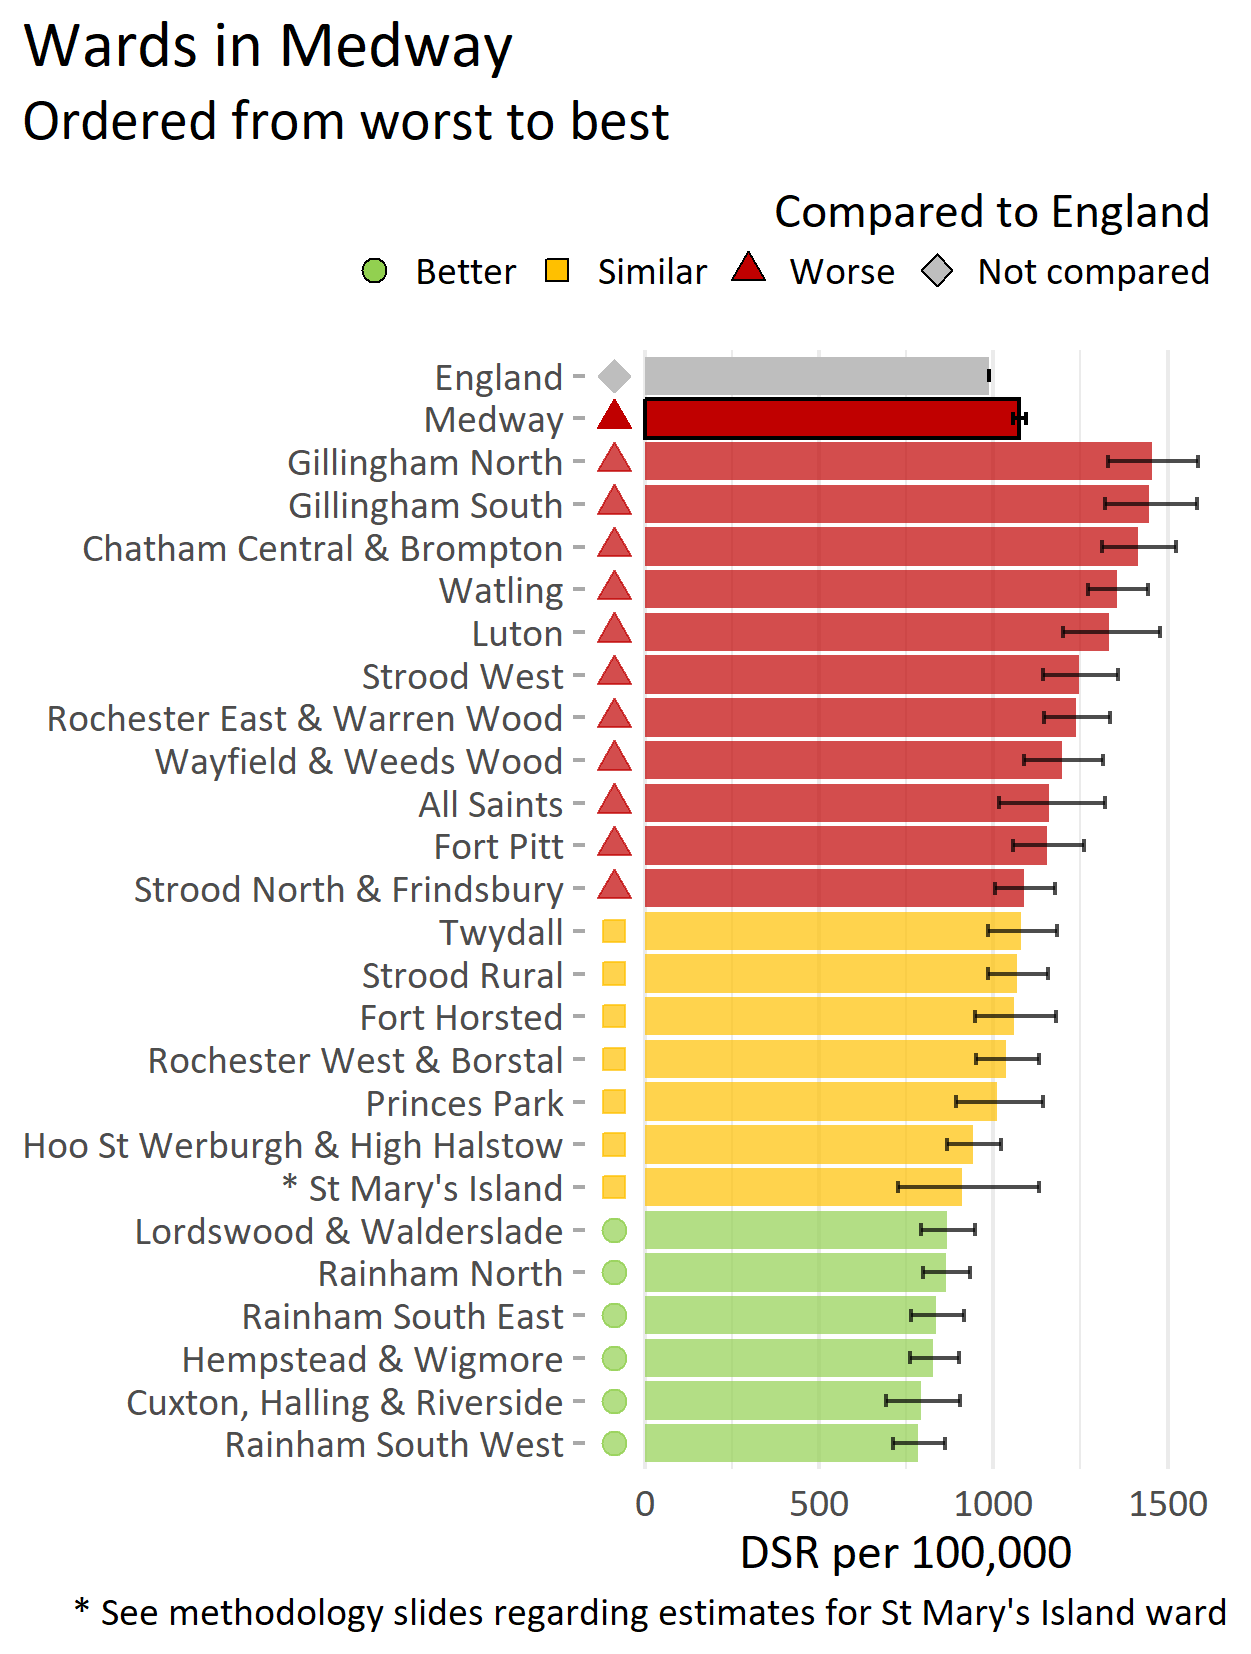 Wards in Medway
Ordered from worst to best
Compared to England
Better Similar Worse Not compared
England
Medway
Gillingham North
Gillingham South
Chatham Central & Brompton
Watling
Luton
Strood West
Rochester East & Warren Wood
Wayfield & Weeds Wood
All Saints
Fort Pitt
Strood North & Frindsbury
Twydall
Strood Rural
Fort Horsted
Rochester West & Borstal
Princes Park
Hoo St Werburgh & High Halstow
* St Mary's Island
Lordswood & Walderslade
Rainham North
Rainham South East
Hempstead & Wigmore
Cuxton, Halling & Riverside
Rainham South West
0 500 1000 1500
DSR per 100,000
* See methodology slides regarding estimates for St Mary's Island ward